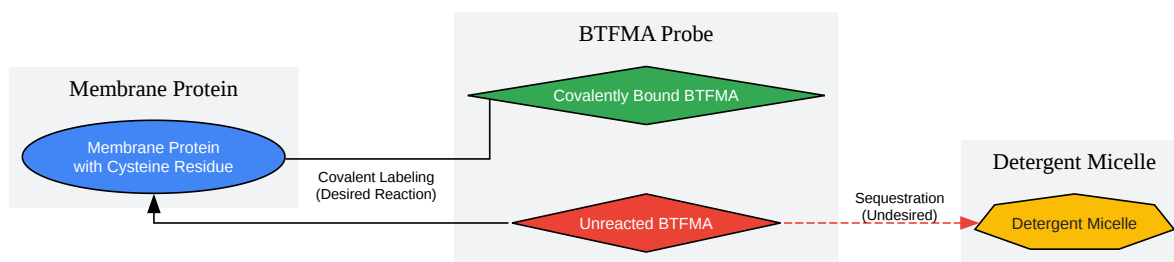 BTFMA Probe
Membrane Protein
Covalently Bound BTFMA
Membrane Protein
with Cysteine Residue
Covalent Labeling
(Desired Reaction)
Unreacted BTFMA
Sequestration
(Undesired)
Detergent Micelle
Detergent Micelle